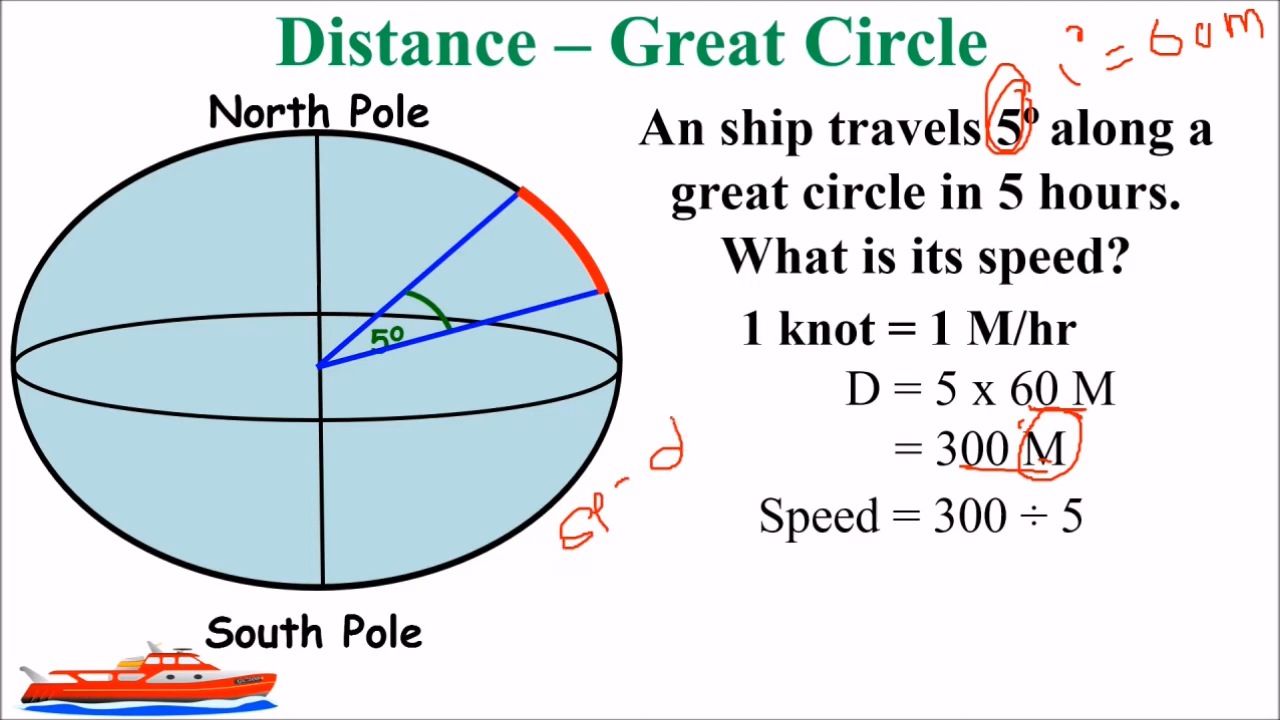 Distance – Great Circle
= 60 M
North Pole
An ship travels 5º along a
great circle in 5 hours.
What is its speed?
1 knot = 1 M/hr
5º
D = 5 x 60 M
= 300 M
Speed = 300 ÷ 5
South Pole